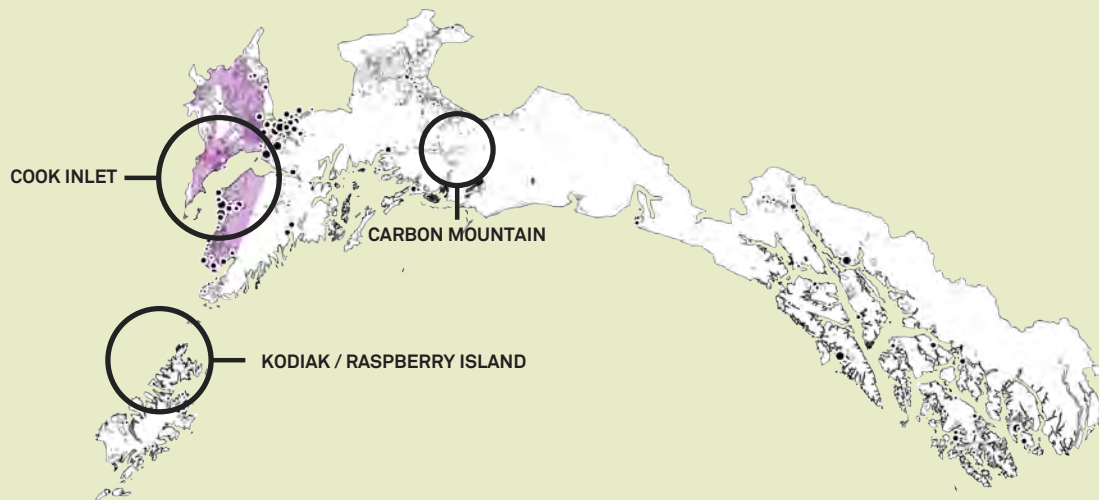 COOK INLET
CARBON MOUNTAIN
KODIAK / RASPBERRY ISLAND